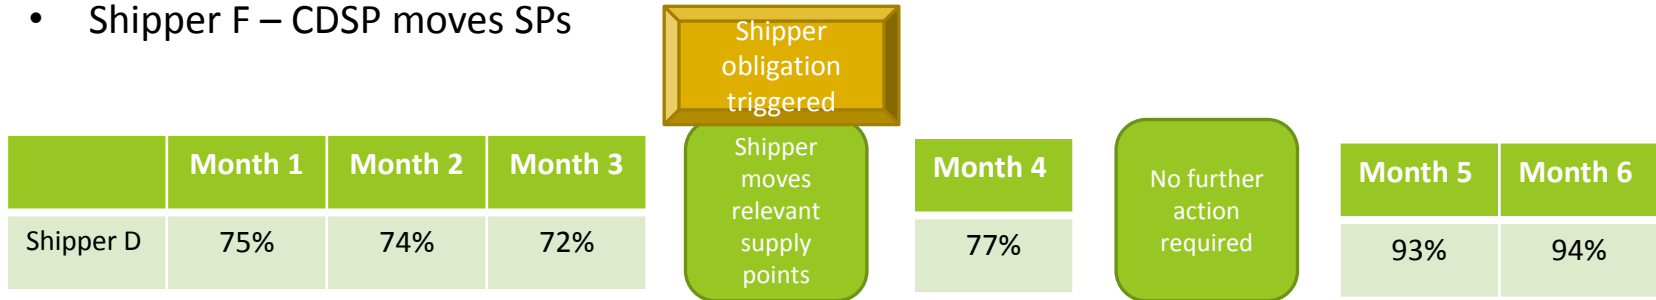 • Shipper F – CDSP moves SPs
Shipper
obligation
triggered
Month 1 Month 2 Month 3
Shipper D 75% 74% 72%
Shipper
moves
relevant
supply
points
Month 4
77%
No further
action
required
Month 5 Month 6
93% 94%